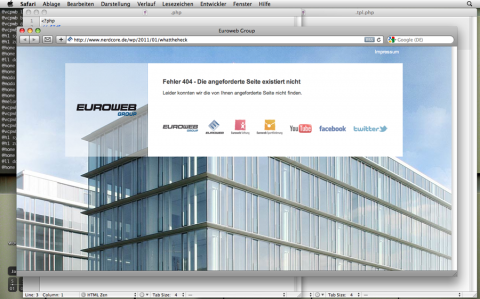 Safari Ablage Bearbeiten Darstellung Verlauf Lesezeichen Entwickler Fenster Hilfe
.php
.tpl.php
<?php
Euroweb Group
http://www.nerdcore.de/wp/2011/01/whattheheck
Google (DE)
Impressum
EUROWEB
GROUP
Fehler 404 - Die angeforderte Seite existiert nicht
Leider konnten wir die von Ihnen angeforderte Seite nicht finden.
EUROWEB
GROUP
YouTube
facebook
twitter
Line: 3 Column: 1 HTML Zen Tab Size: 4
Tab Size: 4